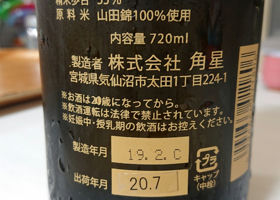 精米歩合 55%
原料米 山田錦100%使用
内容量 720ml
製造者 株式会社 角星
宮城県気仙沼市太田1丁目224-1
※お酒は20歳になってから。
※飲酒運転は法律で禁止されています。
※妊娠中・授乳期の飲酒はお控えください。
製造年月 19.2.C
出荷年月 20.7
プラ
キャップ
(中栓)